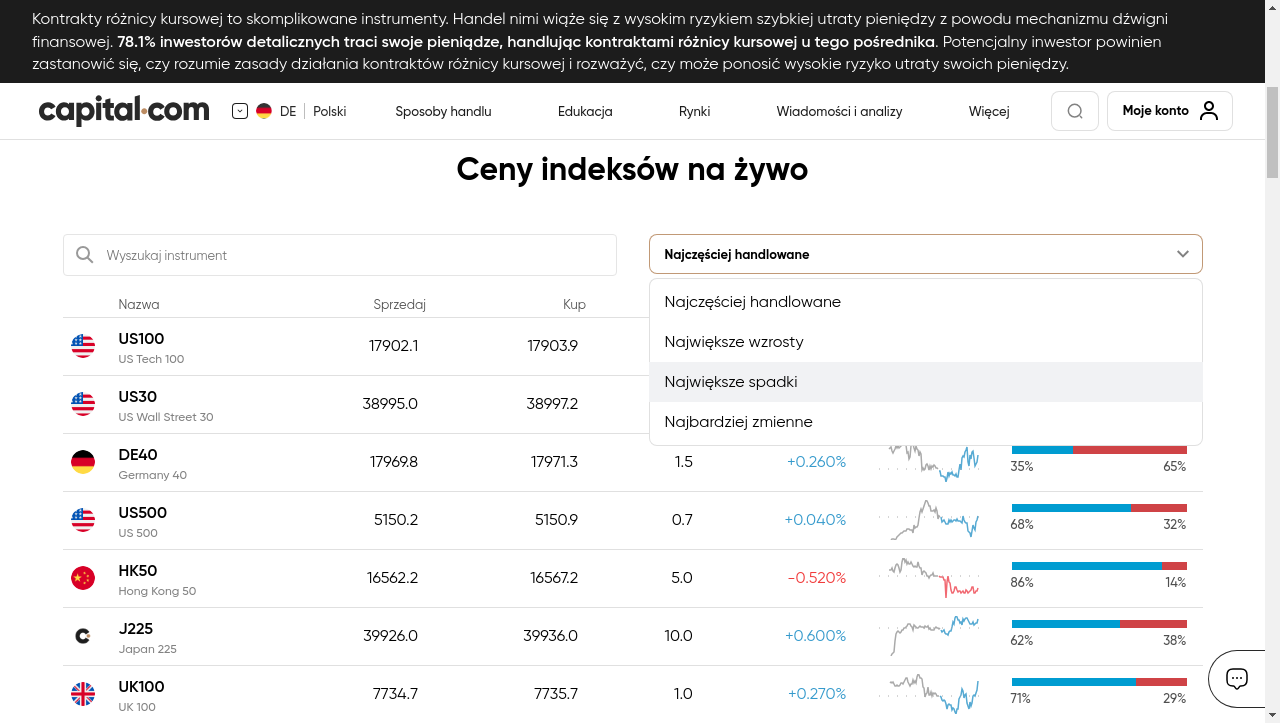 Kontrakty różnicy kursowej to skomplikowane instrumenty. Handel nimi wiąże się z wysokim ryzykiem szybkiej utraty pieniędzy z powodu mechanizmu dźwigni
finansowej. 78.1% inwestorów detalicznych traci swoje pieniądze, handlując kontraktami różnicy kursowej u tego pośrednika. Potencjalny inwestor powinien
zastanowić się, czy rozumie zasady działania kontraktów różnicy kursowej i rozważyć, czy może ponosić wysokie ryzyko utraty swoich pieniędzy.
capital.com DE Polski Sposoby handlu Edukacja Rynki Wiadomości i analizy Więcej Moje konto
Ceny indeksów na żywo
Wyszukaj instrument Najczęściej handlowane
Nazwa Sprzedaj Kup
Najczęściej handlowane
Największe wzrosty
Największe spadki
Najbardziej zmienne
US100 17902.1 17903.9
US Tech 100
US30 38995.0 38997.2
US Wall Street 30
DE40 17969.8 17971.3 1.5 +0.260% 35% 65%
Germany 40
US500 5150.2 5150.9 0.7 +0.040% 68% 32%
US 500
HK50 16562.2 16567.2 5.0 -0.520% 86% 14%
Hong Kong 50
J225 39926.0 39936.0 10.0 +0.600% 62% 38%
Japan 225
UK100 7734.7 7735.7 1.0 +0.270% 71% 29%
UK 100